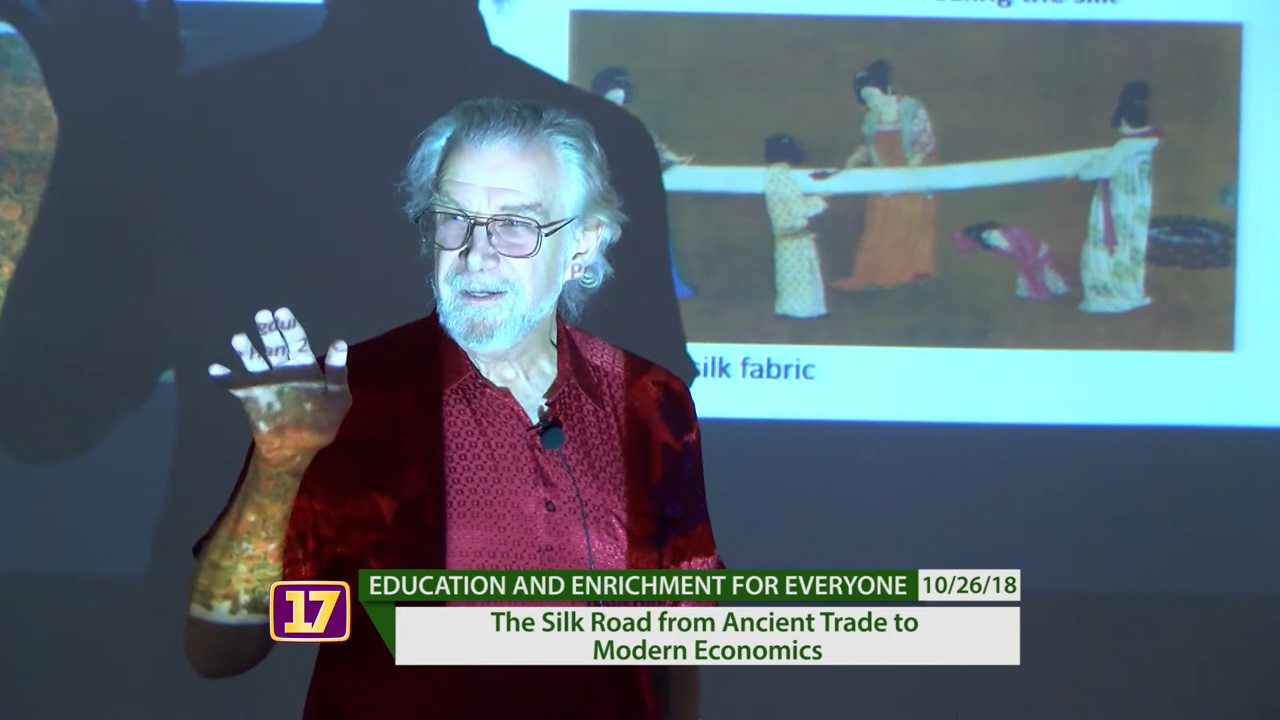 silk fabric
17
EDUCATION AND ENRICHMENT FOR EVERYONE
10/26/18
The Silk Road from Ancient Trade to
Modern Economics